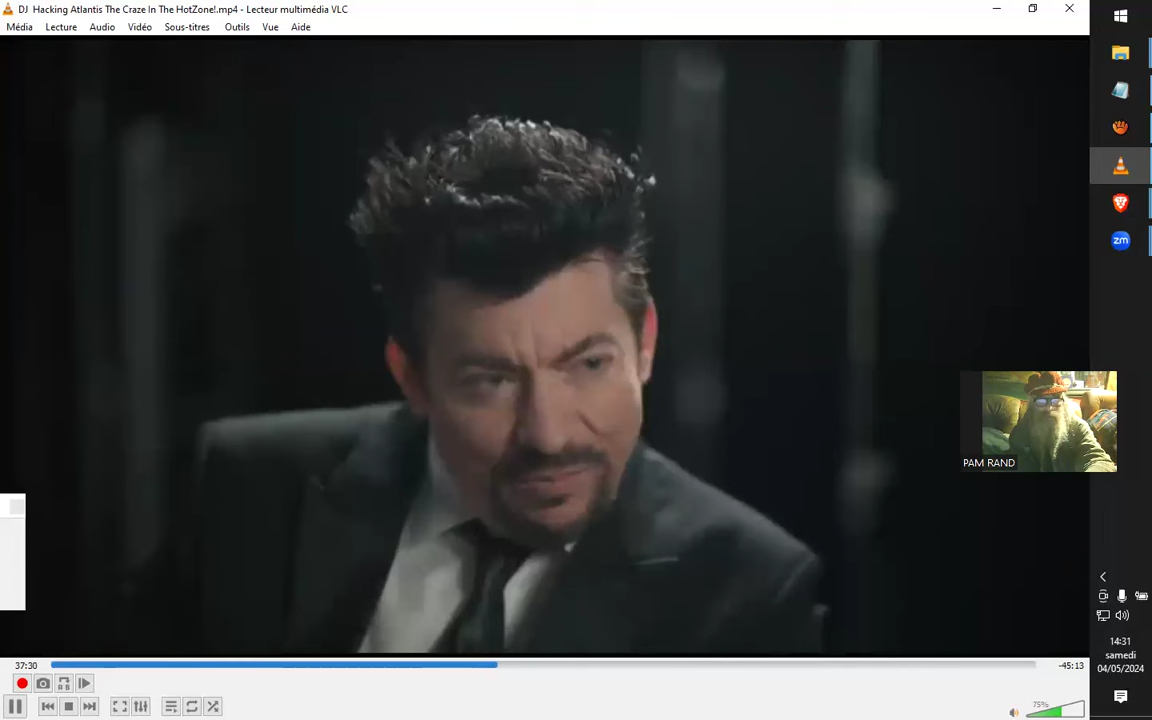 DJ  Hacking Atlantis The Craze In The HotZone!.mp4 - Lecteur multimédia VLC
Média Lecture Audio Vidéo Sous-titres Outils Vue Aide
zm
PAM RAND
37:30
-45:13
75%
14:31
samedi
04/05/2024